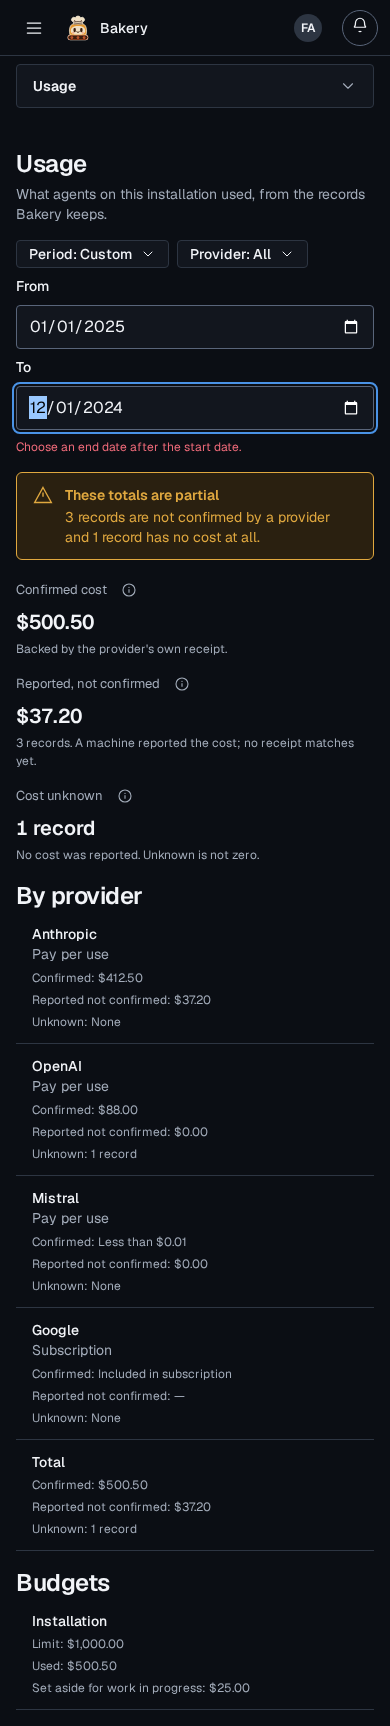 Bakery
FA
Usage
Usage
What agents on this installation used, from the records
Bakery keeps.
Period: Custom
Provider: All
From
01/01/2025
To
12/01/2024
Choose an end date after the start date.
These totals are partial
3 records are not confirmed by a provider
and 1 record has no cost at all.
Confirmed cost
$500.50
Backed by the provider's own receipt.
Reported, not confirmed
$37.20
3 records. A machine reported the cost; no receipt matches
yet.
Cost unknown
1 record
No cost was reported. Unknown is not zero.
By provider
Anthropic
Pay per use
Confirmed: $412.50
Reported not confirmed: $37.20
Unknown: None
OpenAI
Pay per use
Confirmed: $88.00
Reported not confirmed: $0.00
Unknown: 1 record
Mistral
Pay per use
Confirmed: Less than $0.01
Reported not confirmed: $0.00
Unknown: None
Google
Subscription
Confirmed: Included in subscription
Reported not confirmed: —
Unknown: None
Total
Confirmed: $500.50
Reported not confirmed: $37.20
Unknown: 1 record
Budgets
Installation
Limit: $1,000.00
Used: $500.50
Set aside for work in progress: $25.00